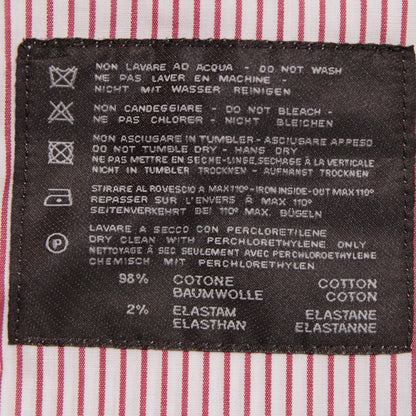 NON LAVARE AD ACQUA - DO NOT WASH
NE PAS LAVER EN MACHINE -
NICHT MIT WASSER REINIGEN
NON CANDEGGIARE - DO NOT BLEACH -
NE PAS CHLORER - NICHT BLEICHEN
NON ASCIUGARE IN TUMBLER - ASCIUGARE APPESO
DO NOT TUMBLE DRY - HANG DRY
NE PAS METTRE EN SECHE-LINGE, SECHAGE À LA VERTICALE
NICHT IN TUMBLER TROCKNEN - TROCKNEN
STIRARE AL ROVESCIO A MAX 110° - IRON INSIDE-OUT MAX 110°
REPASSER SUR L'ENVERS À MAX 110°
SEITENVERKEHRT BEI 110° MAX. BÜGELN
P
LAVARE A SECCO CON PERCLORETILENE
DRY CLEAN WITH PERCHLORETHYLENE ONLY
NETTOYAGE À SEC SEULEMENT AVEC PERCHLOROETHYLÈNE
CHEMISCH MIT PERCHLORETHYLEN
98% COTONE COTTON
BAUMWOLLE COTON
2% ELASTAM ELASTANE
ELASTHAN ELASTANNE